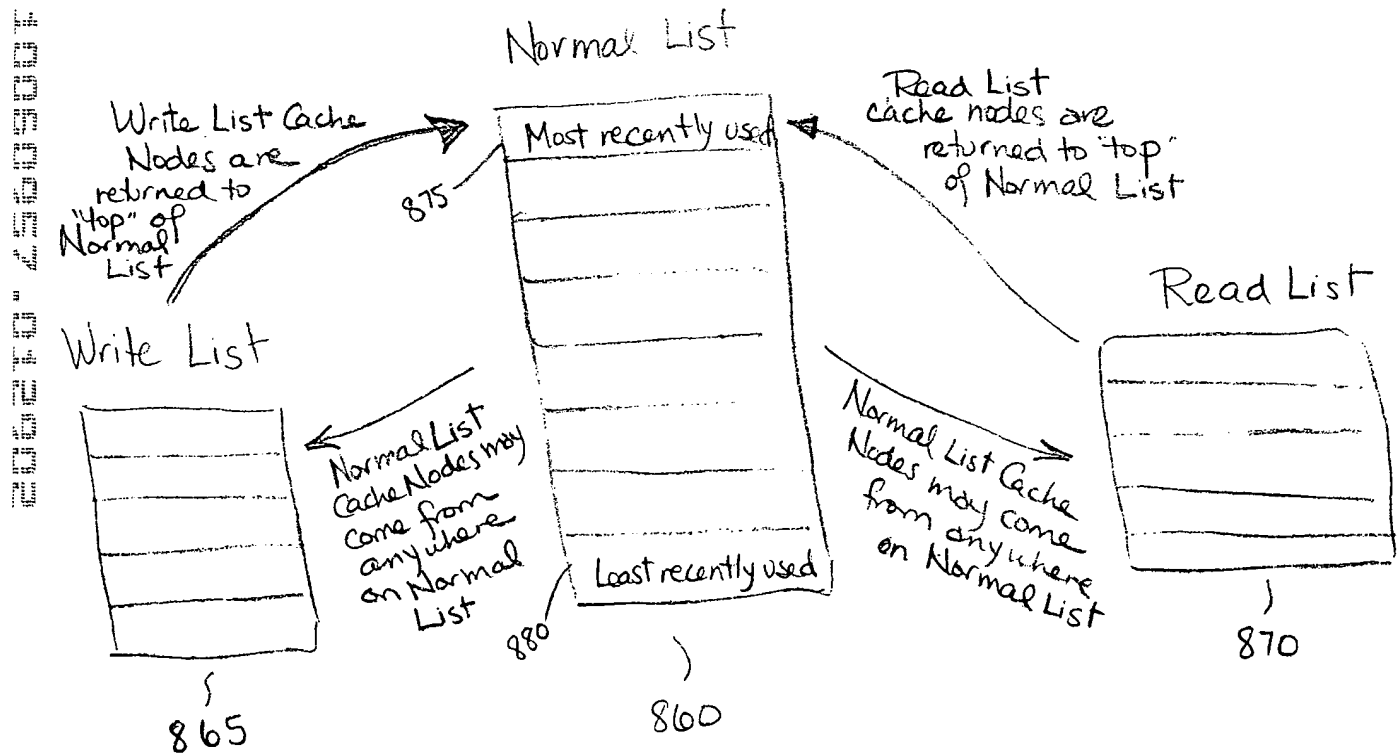 Normal List
Write List Cache
Nodes are
returned to
"top" of
Normal
List
Most recently used
875
Read List
cache nodes are
returned to "top"
of Normal List
Write List
Read List
Normal List
Cache Nodes may
come from
anywhere
on Normal
List
Normal List Cache
Nodes may come
from anywhere
on Normal List
Least recently used
880
865
860
870